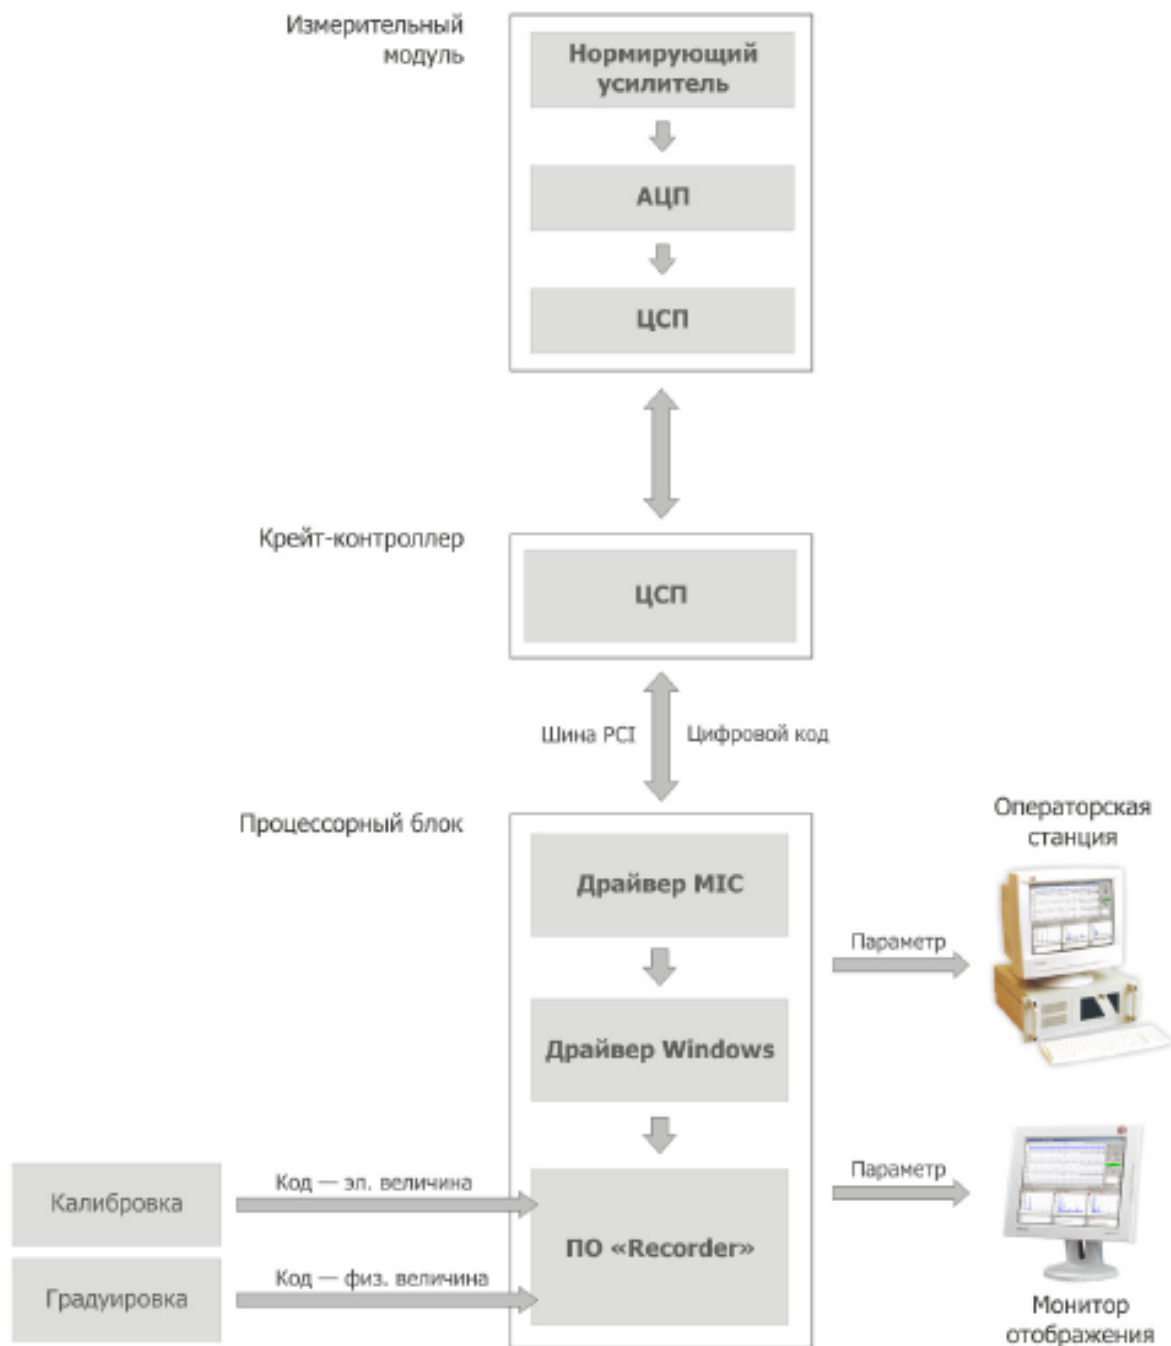 Измерительный
модуль
Нормирующий
усилитель
АЦП
ЦСП
Крейт-контроллер
ЦСП
Шина PCI
Цифровой код
Процессорный блок
Драйвер MIC
Операторская
станция
Параметр
Драйвер Windows
Калибровка
Код — эл. величина
ПО «Recorder»
Параметр
Градуировка
Код — физ. величина
Монитор
отображения